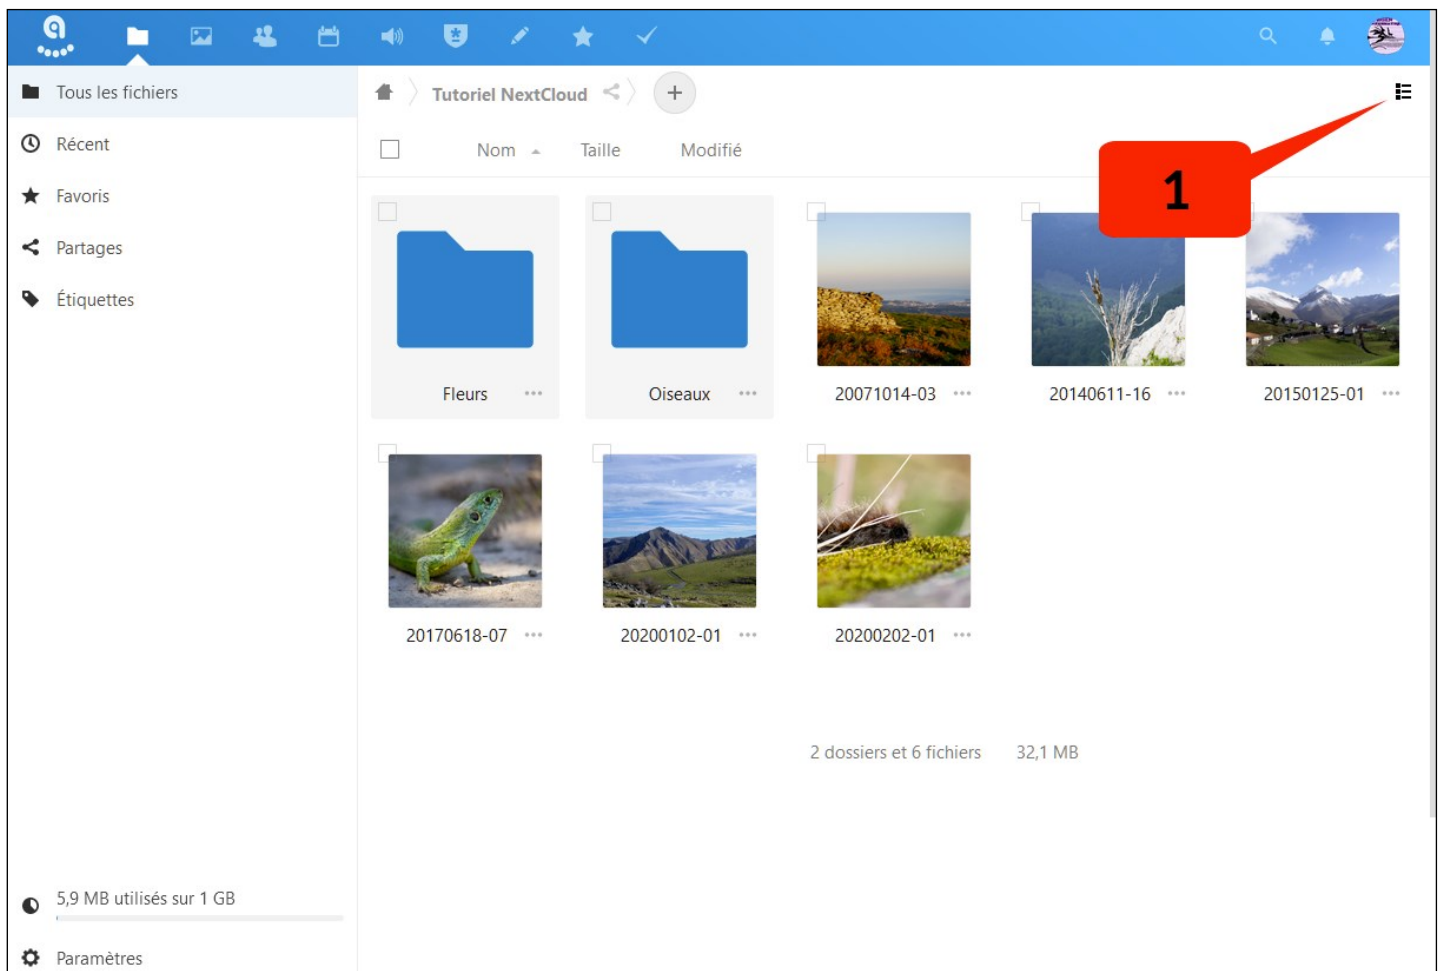 a
Tous les fichiers
Récent
Favoris
Partages
Étiquettes
5,9 MB utilisés sur 1 GB
Paramètres
Tutoriel NextCloud
+
Nom
Taille
Modifié
1
Fleurs ...
Oiseaux ...
20071014-03 ...
20140611-16 ...
20150125-01 ...
20170618-07 ...
20200102-01 ...
20200202-01 ...
2 dossiers et 6 fichiers 32,1 MB